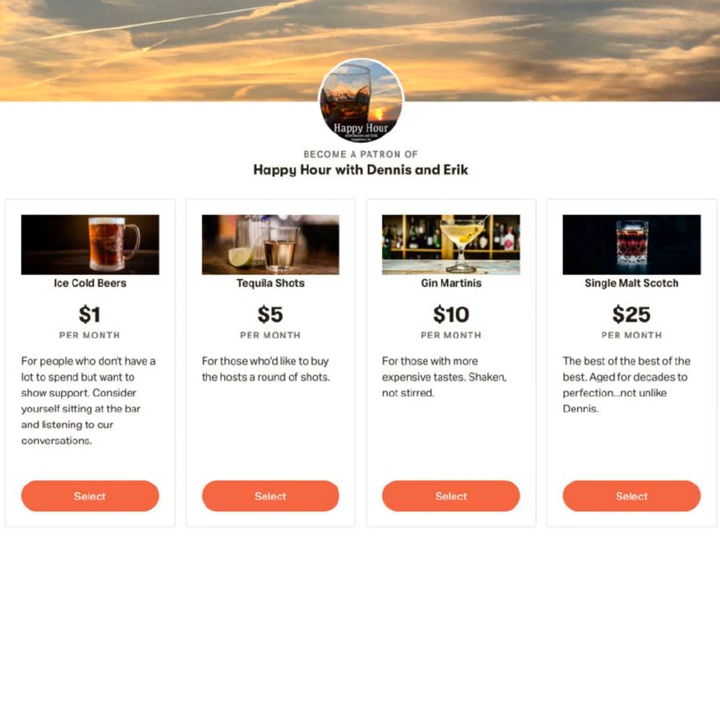 Happy Hour
BECOME A PATRON OF
Happy Hour with Dennis and Erik
Ice Cold Beers
$1
PER MONTH
For people who don't have a
lot to spend but want to
show support. Consider
yourself sitting at the bar
and listening to our
conversations.
Select
Tequila Shots
$5
PER MONTH
For those who'd like to buy
the hosts a round of shots.
Select
Gin Martinis
$10
PER MONTH
For those with more
expensive tastes. Shaken,
not stirred.
Select
Single Malt Scotch
$25
PER MONTH
The best of the best of the
best. Aged for decades to
perfection...not unlike
Dennis.
Select